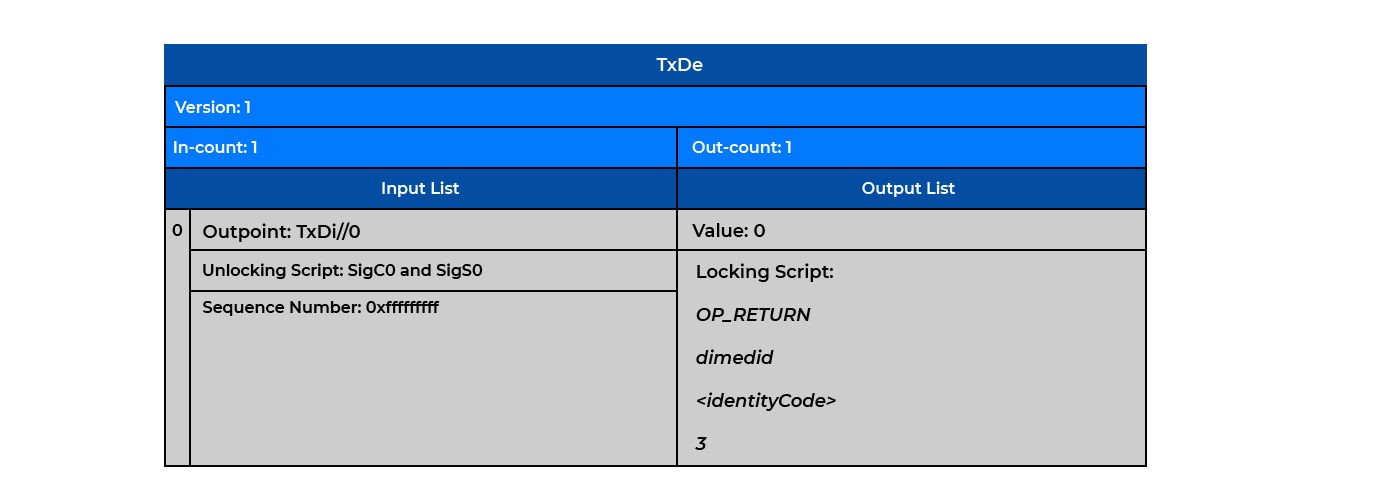 TxDe
Version: 1
In-count: 1
Out-count: 1
Input List
Output List
0
Outpoint: TxDi//0
Value: 0
Unlocking Script: SigC0 and SigS0
Locking Script:
Sequence Number: 0xfffffffff
OP_RETURN
dimedid
<identityCode>
3